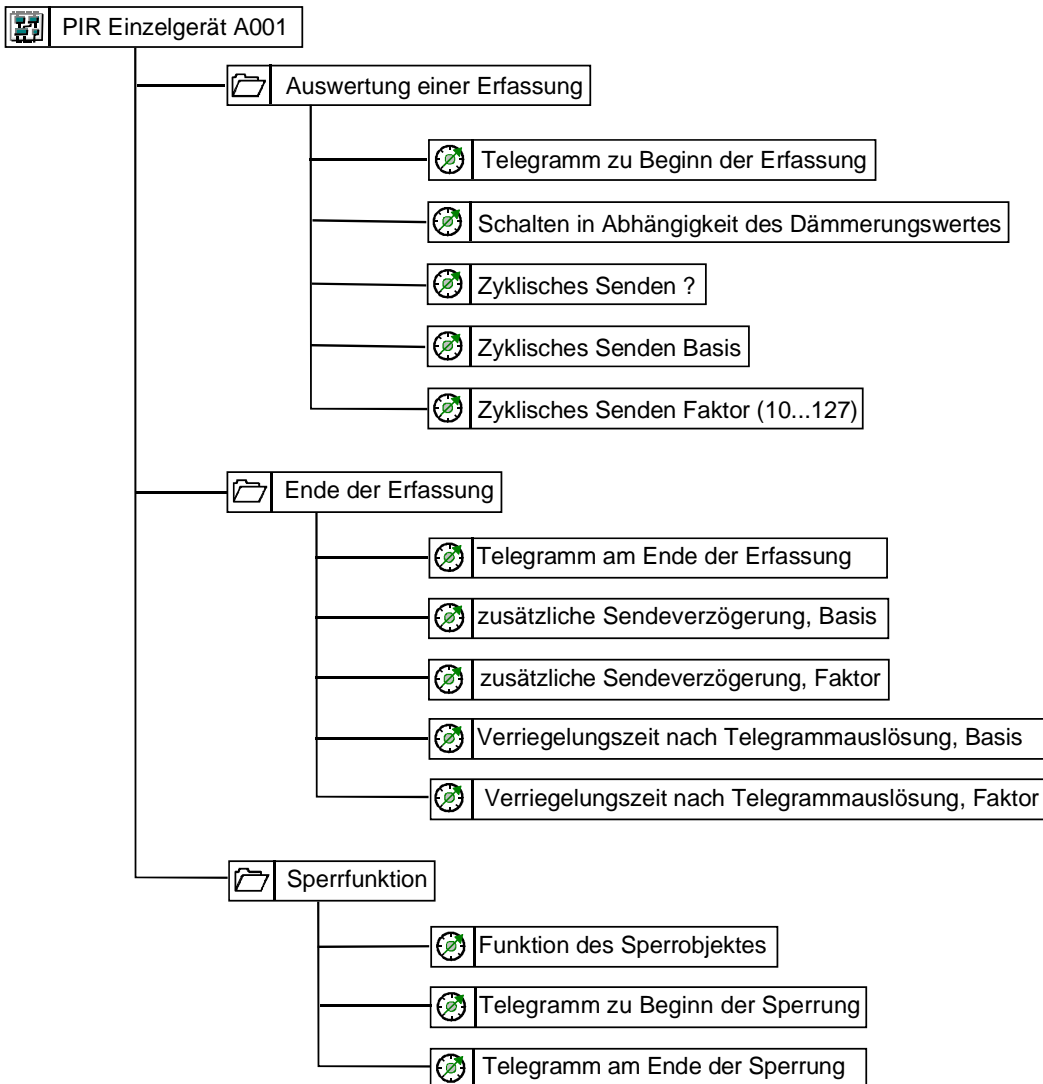 PIR Einzelgerät A001
Auswertung einer Erfassung
Telegramm zu Beginn der Erfassung
Schalten in Abhängigkeit des Dämmerungswertes
Zyklisches Senden ?
Zyklisches Senden Basis
Zyklisches Senden Faktor (10...127)
Ende der Erfassung
Telegramm am Ende der Erfassung
zusätzliche Sendeverzögerung, Basis
zusätzliche Sendeverzögerung, Faktor
Verriegelungszeit nach Telegrammauslösung, Basis
Verriegelungszeit nach Telegrammauslösung, Faktor
Sperrfunktion
Funktion des Sperrobjektes
Telegramm zu Beginn der Sperrung
Telegramm am Ende der Sperrung